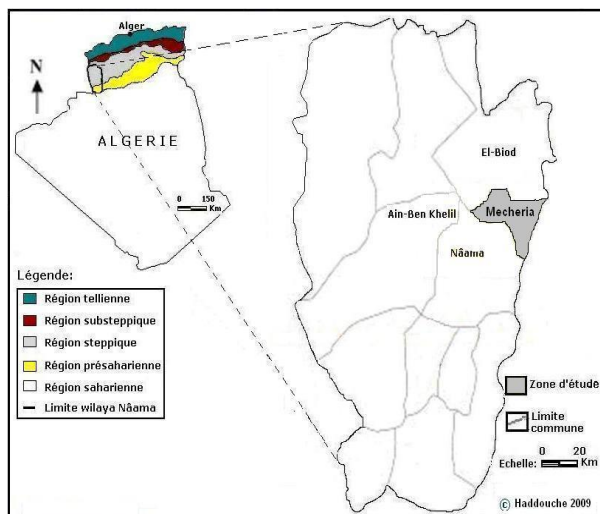 Alger
N
ALGERIE
0 150
Km
Légende:
Région tellienne
Région substeppique
Région steppique
Région présaharienne
Région saharienne
Limite wilaya Nâama
El-Biod
Mecheria
Ain-Ben Khelil
Nâama
Zone d'étude
Limite
commune
0 20
Echelle: Km
© Haddouche 2009